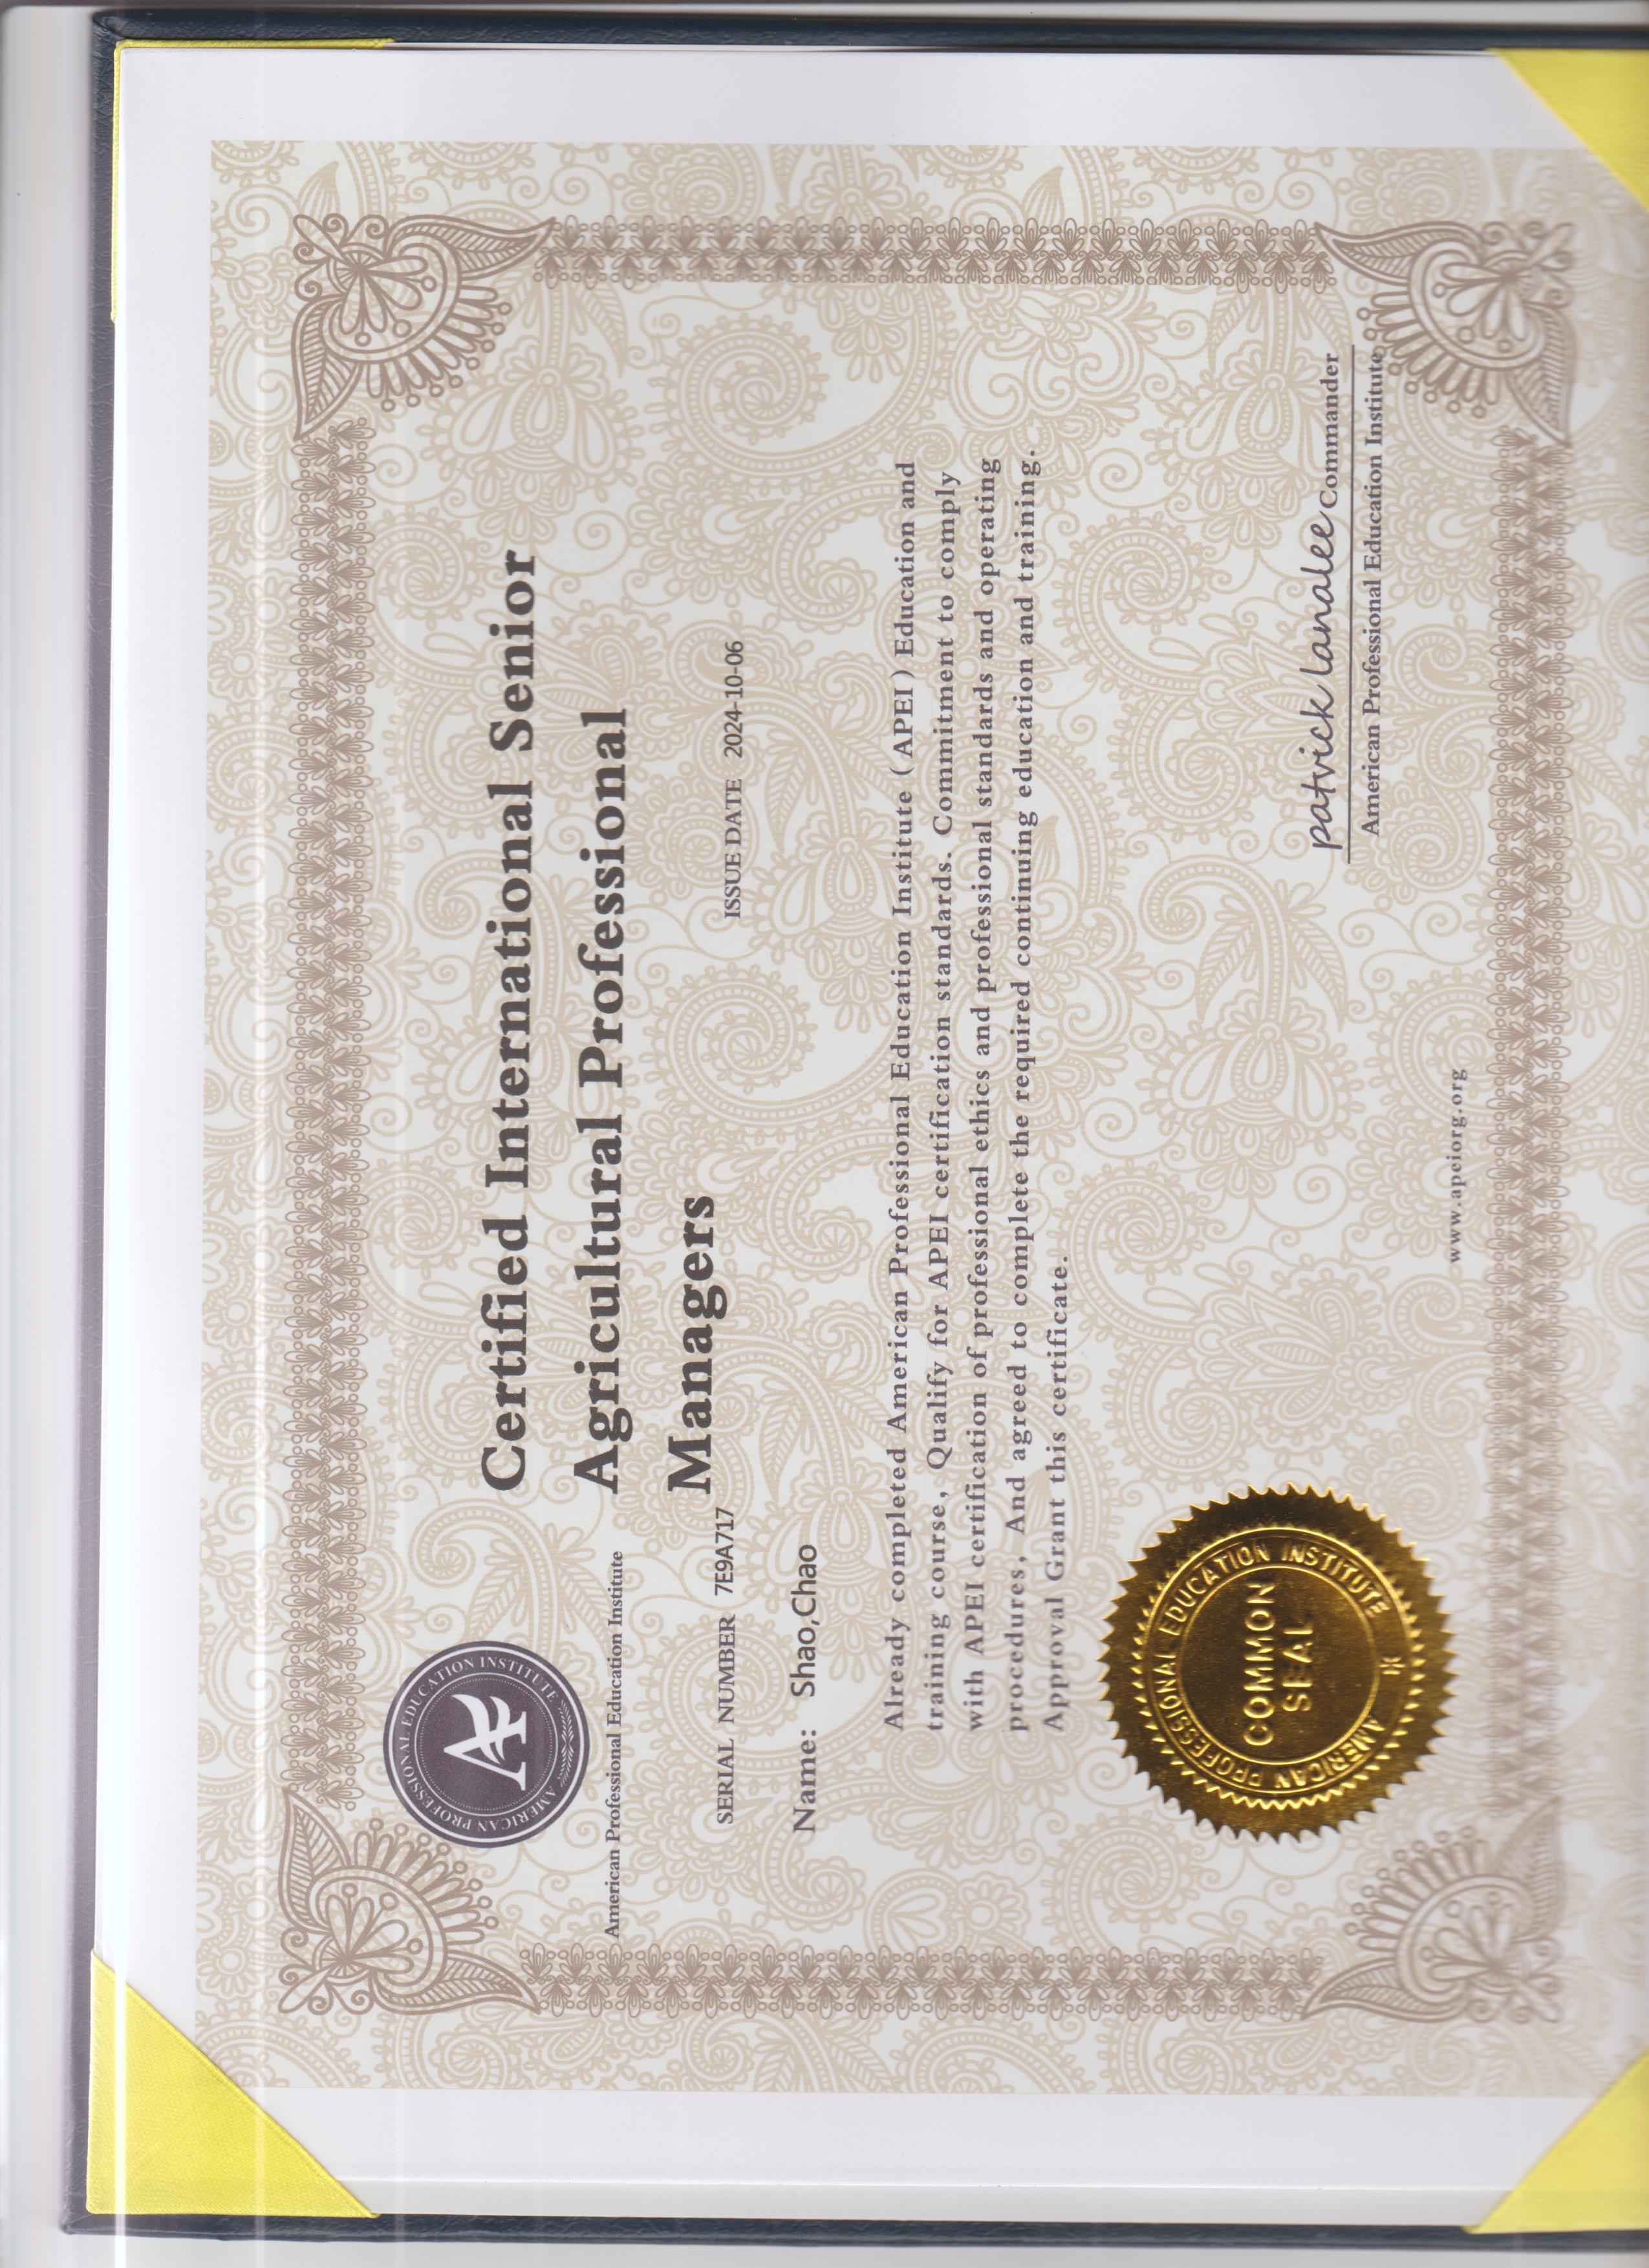 AMERICAN PROFESSIONAL EDUCATION INSTITUTE
American Professional Education Institute
Certified International Senior
Agricultural Professional
Managers
SERIAL NUMBER 7E9A717
ISSUE DATE 2024-10-06
Name: Shao,Chao
Already completed American Professional Education Institute (APEI) Education and
training course, Qualify for APEI certification standards. Commitment to comply
with APEI certification of professional ethics and professional standards and operating
procedures, And agreed to complete the required continuing education and training.
Approval Grant this certificate.
AMERICAN PROFESSIONAL EDUCATION INSTITUTE
COMMON
SEAL
patrick lanalee Commander
American Professional Education Institute
www.apeiorg.org